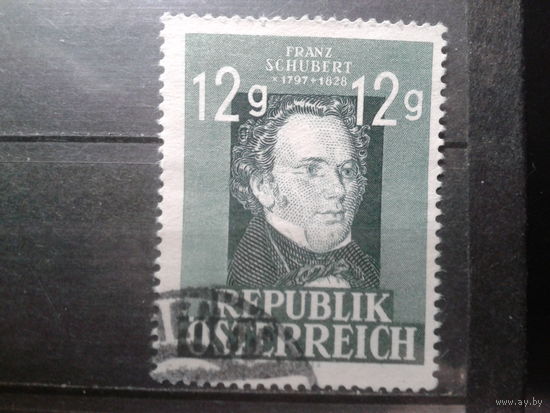 FRANZ
SCHUBERT
* 1797 + 1828
12g 12g
REPUBLIK
ÖSTERREICH
www.ay.by